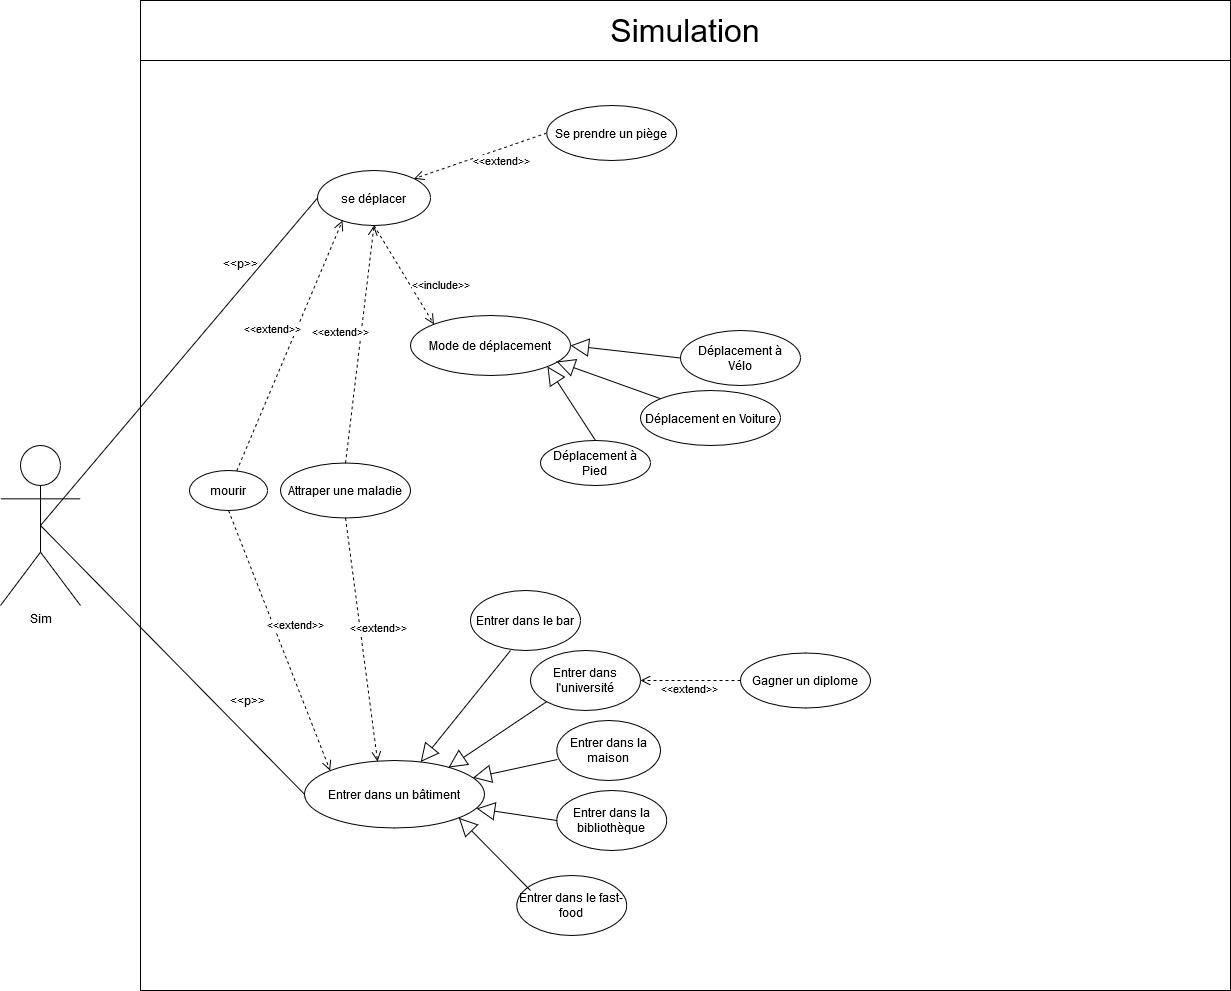 Simulation
Se prendre un piège
<<extend>>
se déplacer
<<p>>
<<include>>
<<extend>>
<<extend>>
Mode de déplacement
Déplacement à
Vélo
Déplacement en Voiture
Déplacement à
Pied
mourir
Attraper une maladie
Sim
<<extend>>
<<extend>>
Entrer dans le bar
Entrer dans
l'université
<<extend>>
Gagner un diplome
<<p>>
Entrer dans la
maison
Entrer dans un bâtiment
Entrer dans la
bibliothèque
Entrer dans le fast-
food